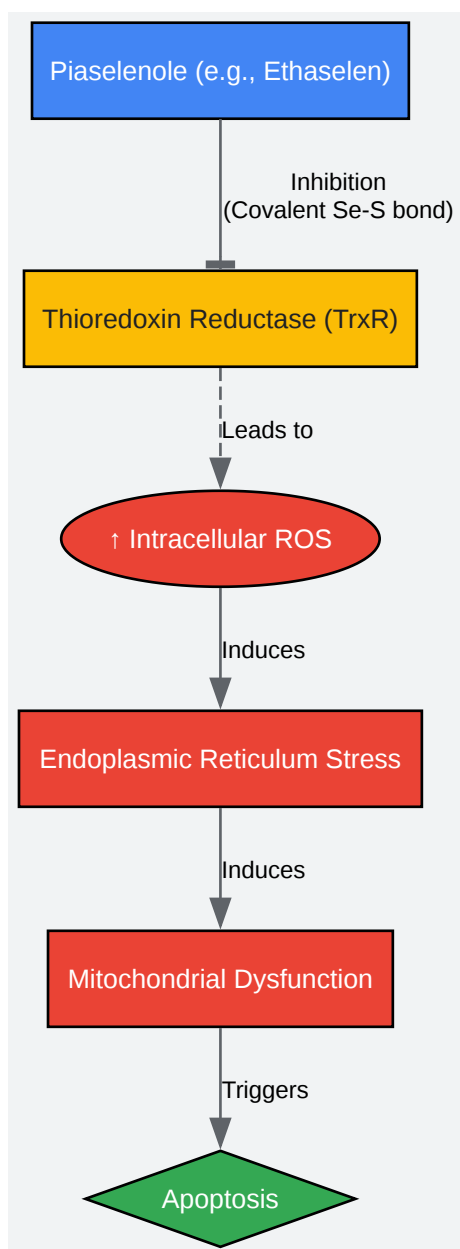 Piaselenole (e.g., Ethaselen)
Inhibition
(Covalent Se-S bond)
Thioredoxin Reductase (TrxR)
Leads to
↑ Intracellular ROS
Induces
Endoplasmic Reticulum Stress
Induces
Mitochondrial Dysfunction
Triggers
Apoptosis